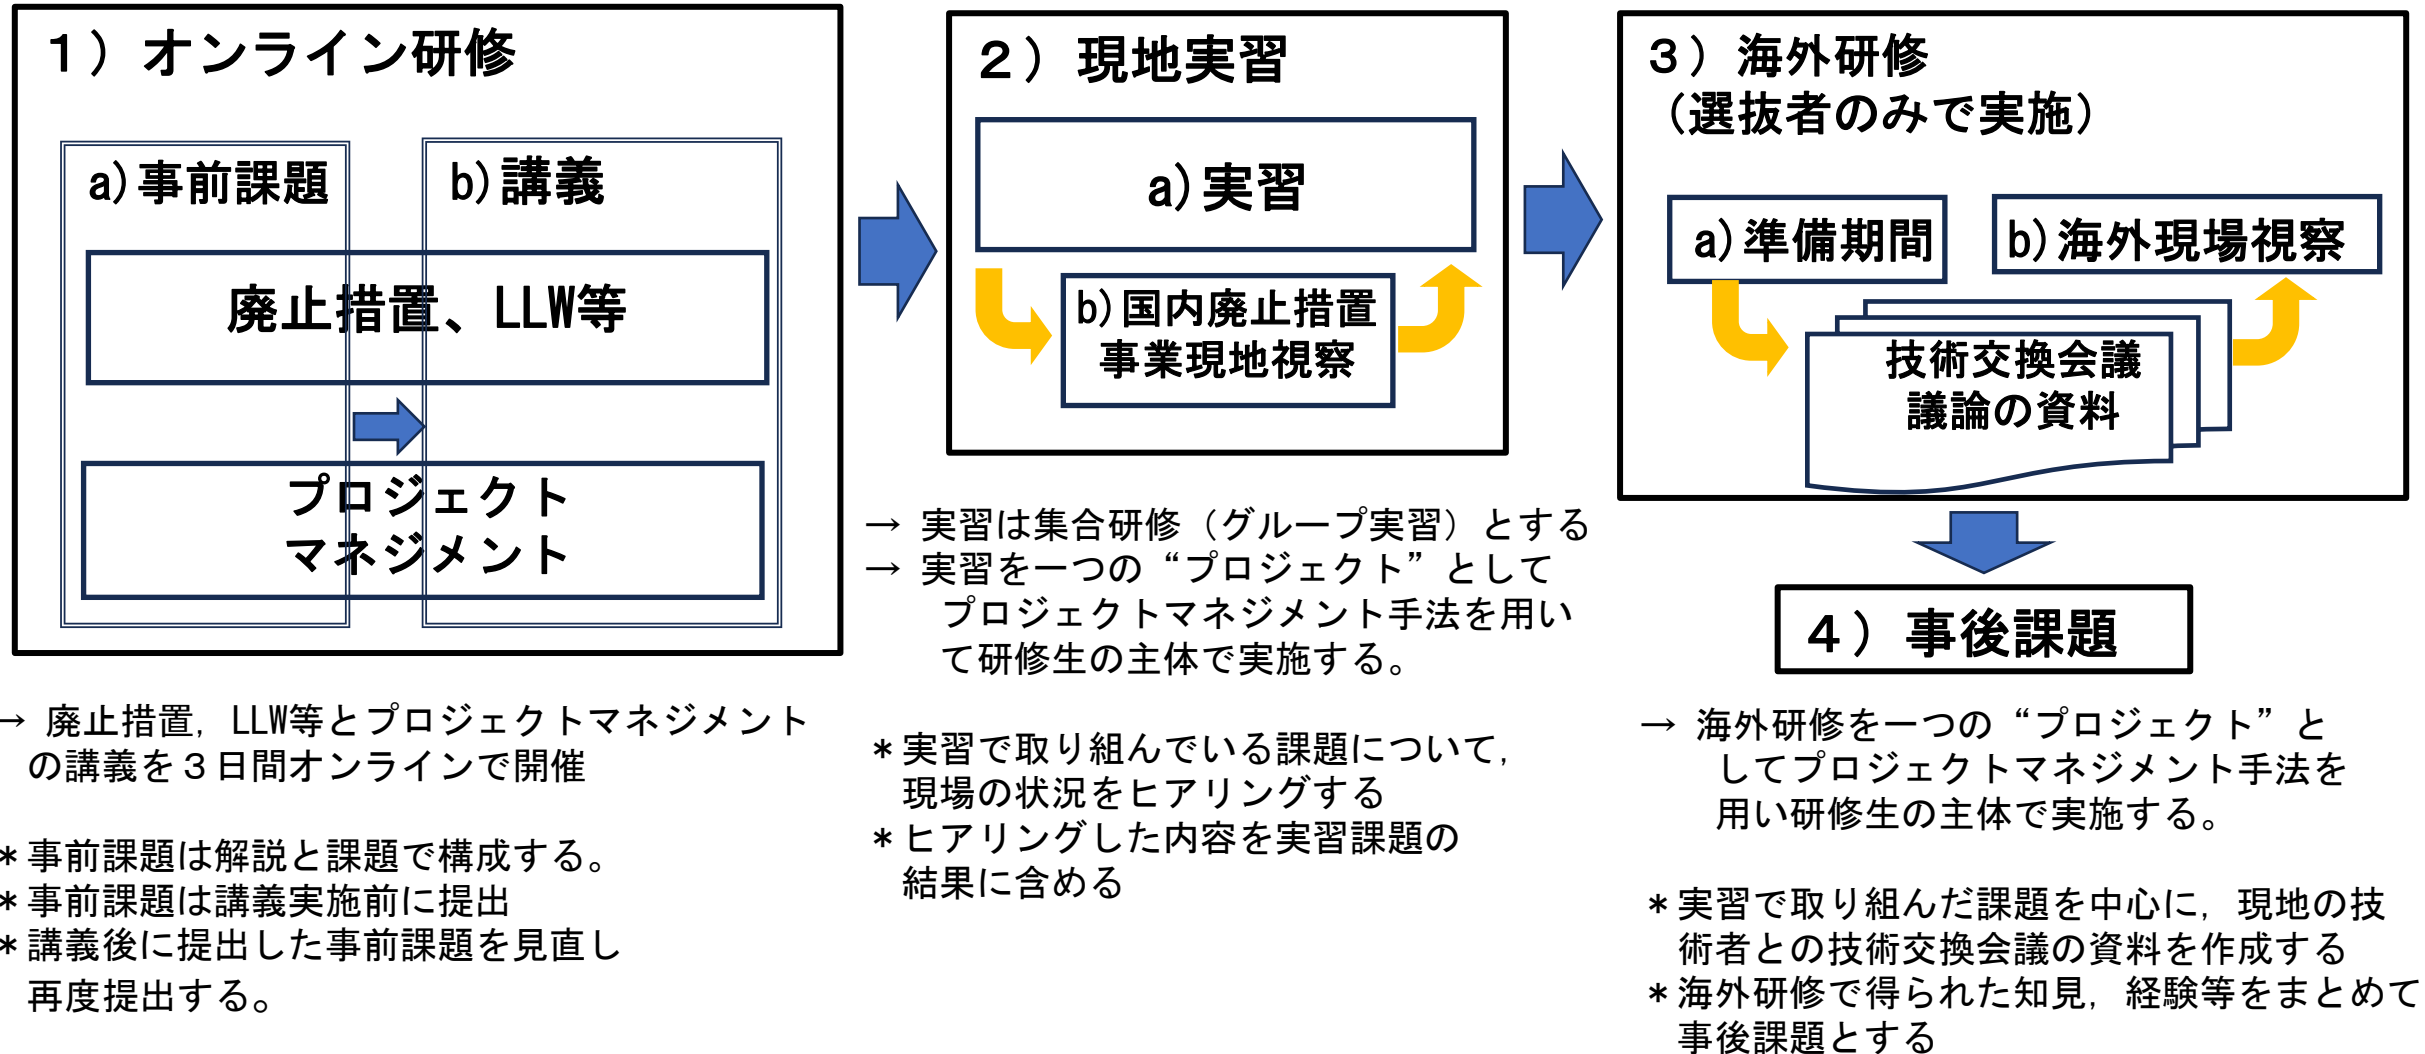 １）オンライン研修
a)事前課題
b)講義
廃止措置、LLW等
プロジェクト
マネジメント
→ 廃止措置，LLW等とプロジェクトマネジメント
の講義を３日間オンラインで開催
＊事前課題は解説と課題で構成する。
＊事前課題は講義実施前に提出
＊講義後に提出した事前課題を見直し
再度提出する。
２）現地実習
a)実習
b)国内廃止措置
事業現地視察
→ 実習は集合研修（グループ実習）とする
→ 実習を一つの“プロジェクト”として
プロジェクトマネジメント手法を用い
て研修生の主体で実施する。
＊実習で取り組んでいる課題について，
現場の状況をヒアリングする
＊ヒアリングした内容を実習課題の
結果に含める
３）海外研修
（選抜者のみで実施）
a)準備期間
b)海外現場視察
技術交換会議
議論の資料
４）事後課題
→ 海外研修を一つの“プロジェクト”と
してプロジェクトマネジメント手法を
用い研修生の主体で実施する。
＊実習で取り組んだ課題を中心に，現地の技
術者との技術交換会議の資料を作成する
＊海外研修で得られた知見，経験等をまとめて
事後課題とする